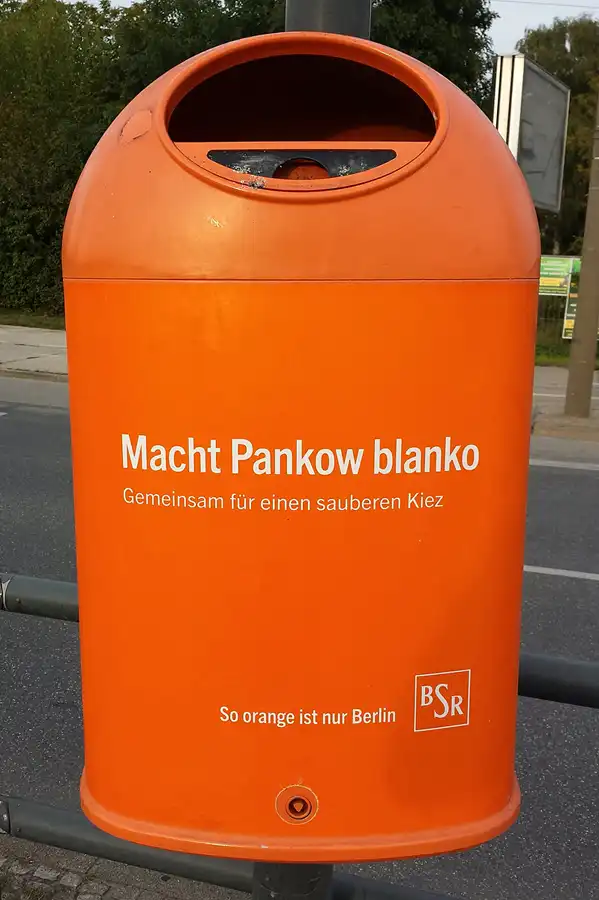 Macht Pankow blanko
Gemeinsam für einen sauberen Kiez
So orange ist nur Berlin
BSR